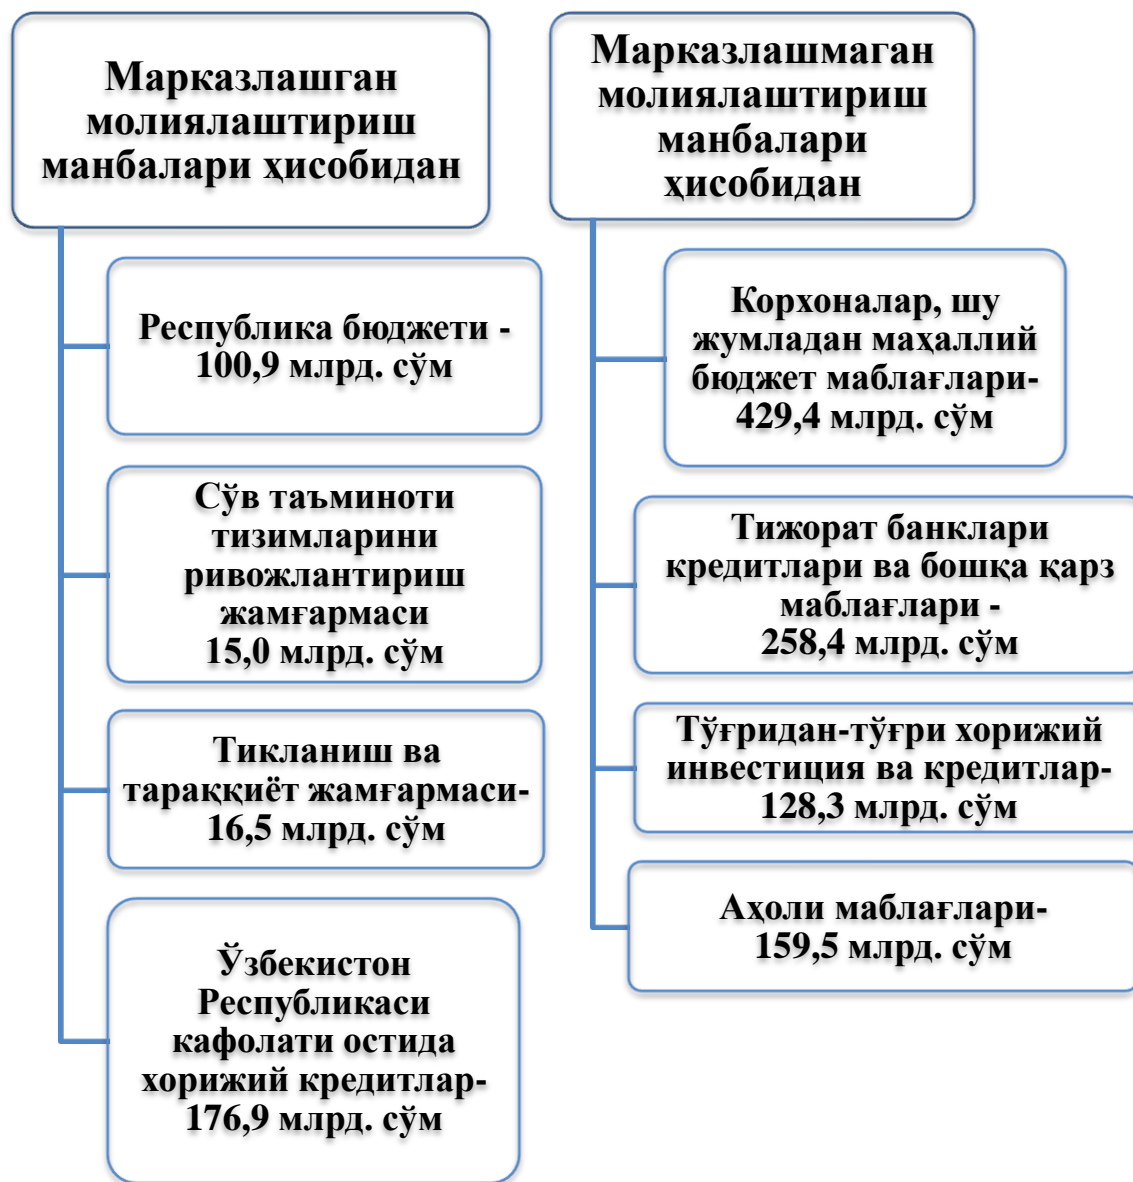 Марказлашган
молиялаштириш
манбалари ҳисобидан
Республика бюджети -
100,9 млрд. сўм
Сўв таъминоти
тизимларини
ривожлантириш
жамғармаси
15,0 млрд. сўм
Тикланиш ва
тараққиёт жамғармаси-
16,5 млрд. сўм
Ўзбекистон
Республикаси
кафолати остида
хорижий кредитлар-
176,9 млрд. сўм
Марказлашмаган
молиялаштириш
манбалари
ҳисобидан
Корхоналар, шу
жумладан маҳаллий
бюджет маблағлари-
429,4 млрд. сўм
Тижорат банклари
кредитлари ва бошқа қарз
маблағлари -
258,4 млрд. сўм
Тўғридан-тўғри хорижий
инвестиция ва кредитлар-
128,3 млрд. сўм
Аҳоли маблағлари-
159,5 млрд. сўм